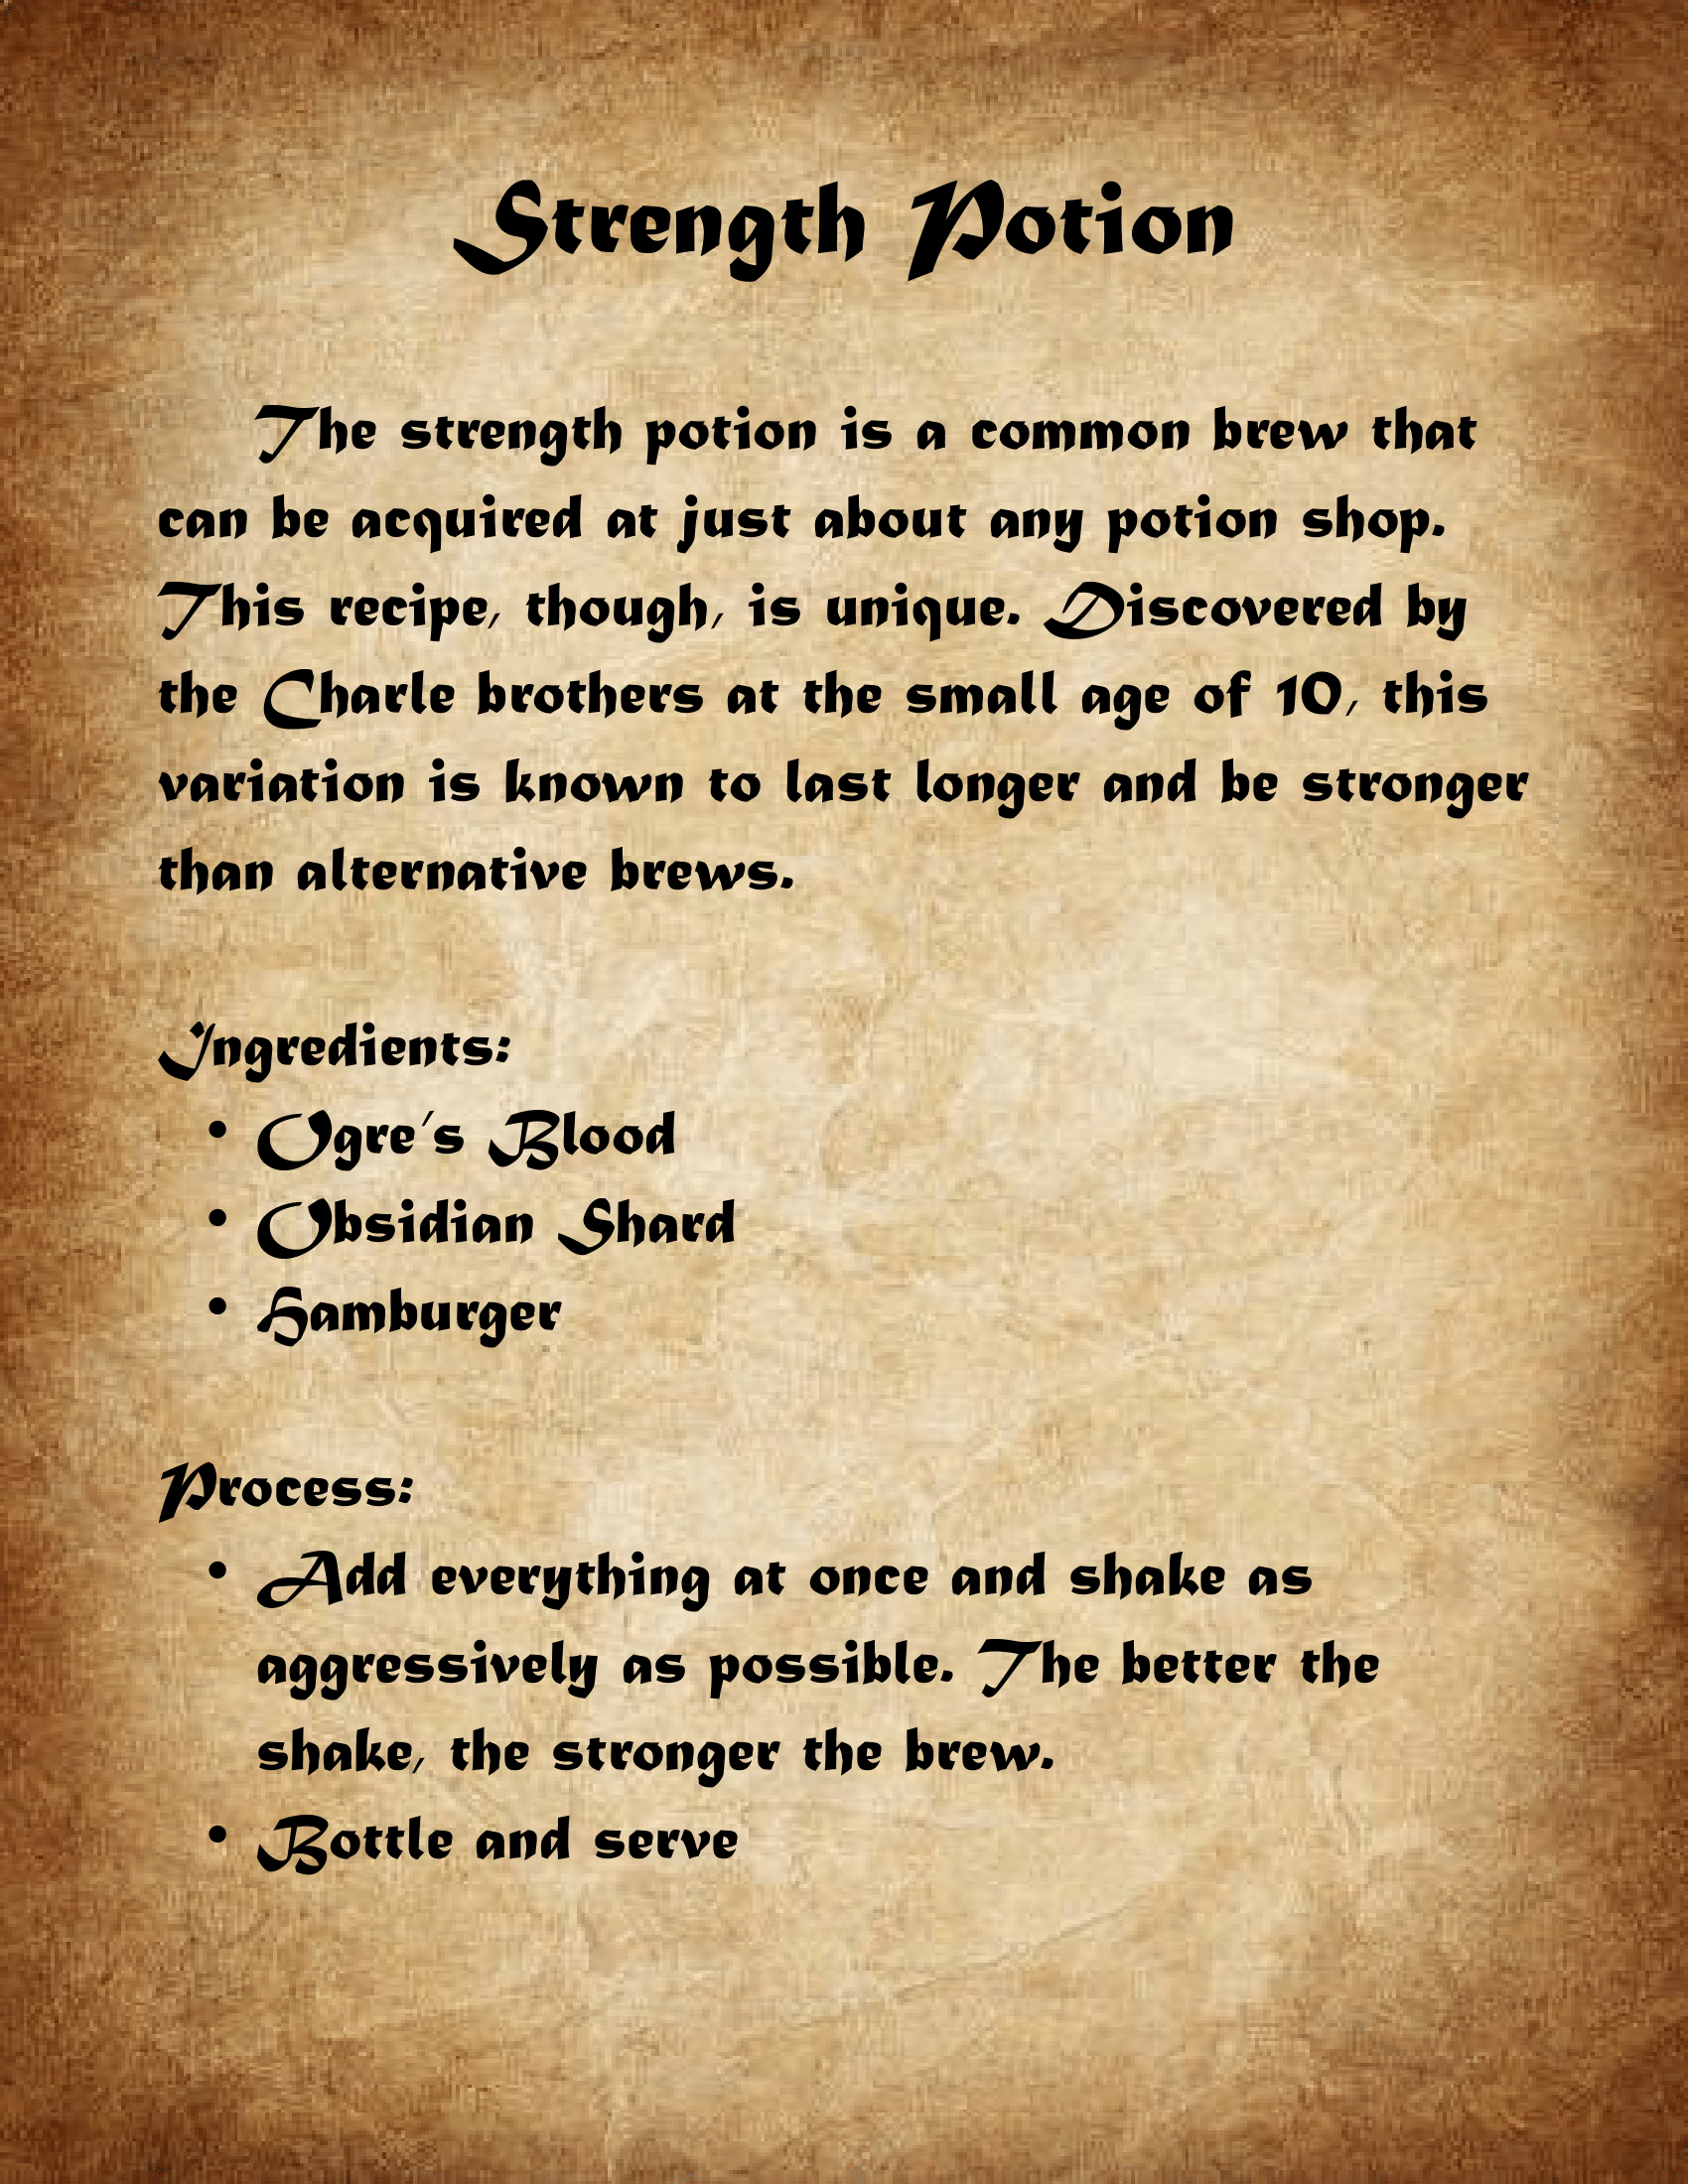 Strength Potion
The strength potion is a common brew that
can be acquired at just about any potion shop.
This recipe, though, is unique. Discovered by
the Charle brothers at the small age of 10, this
variation is known to last longer and be stronger
than alternative brews.
Ingredients:
• Ogre's Blood
• Obsidian Shard
• Hamburger
Process:
• Add everything at once and shake as
aggressively as possible. The better the
shake, the stronger the brew.
• Bottle and serve